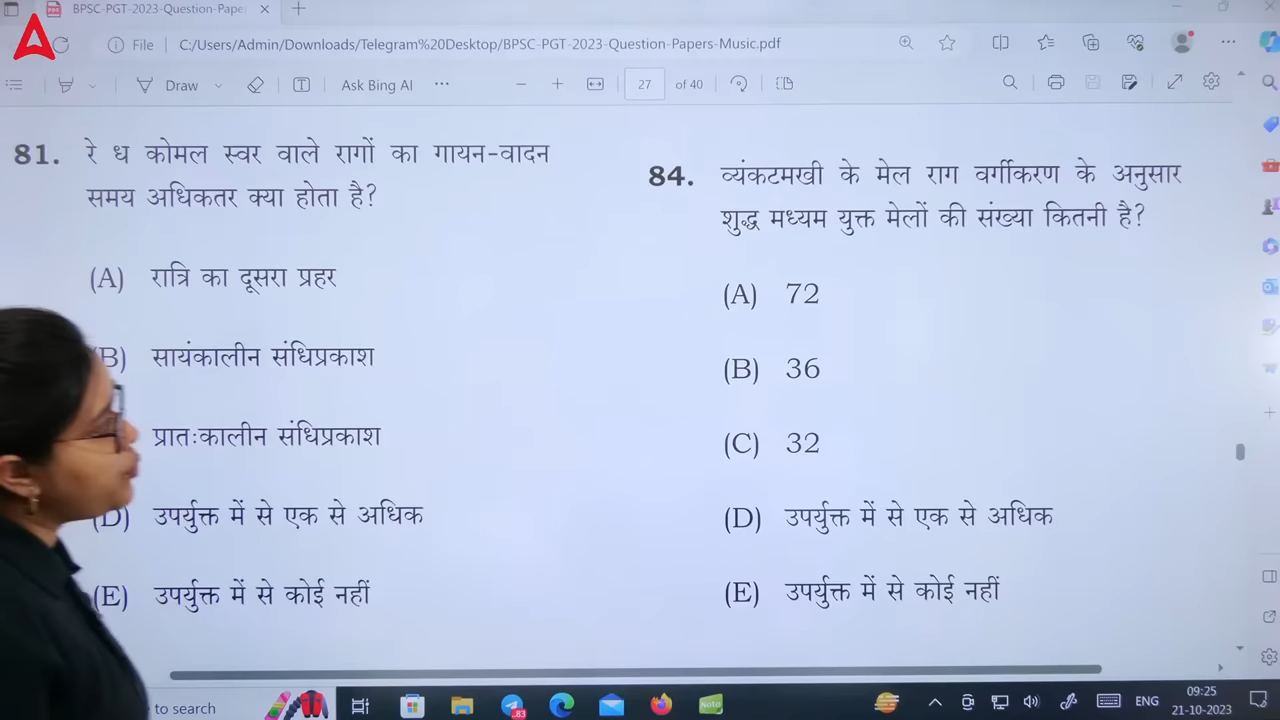 BPSC-PGT-2023-Question-Pape
File
C:/Users/Admin/Downloads/Telegram%20Desktop/BPSC-PGT-2023-Question-Papers-Music.pdf
Draw
Ask Bing AI
27
of 40
81. रे ध कोमल स्वर वाले रागों का गायन-वादन
समय अधिकतर क्या होता है?
(A) रात्रि का दूसरा प्रहर
(B) सायंकालीन संधिप्रकाश
प्रातःकालीन संधिप्रकाश
(D) उपर्युक्त में से एक से अधिक
(E) उपर्युक्त में से कोई नहीं
84. व्यंकटमखी के मेल राग वर्गीकरण के अनुसार
शुद्ध मध्यम युक्त मेलों की संख्या कितनी है?
(A) 72
(B) 36
(C) 32
(D) उपर्युक्त में से एक से अधिक
(E) उपर्युक्त में से कोई नहीं
to search
83
Note
ENG
09:25
21-10-2023